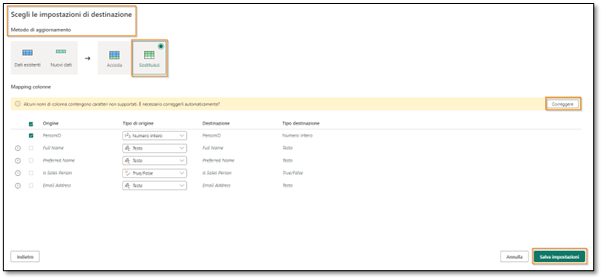 Scegli le impostazioni di destinazione
Metodo di aggiornamento
Dati esistenti Nuovi dati Accoda Sostituisci
Mapping colonne
Alcuni nomi di colonna contengono caratteri non supportati. È necessario correggerli automaticamente? Correggere
Origine Tipo di origine Destinazione Tipo destinazione
PersonID Numero intero PersonID Numero intero
Full Name Testo Full Name Testo
Preferred Name Testo Preferred Name Testo
Is Sales Person True/False Is Sales Person True/False
Email Address Testo Email Address Testo
Indietro Annulla Salva impostazioni